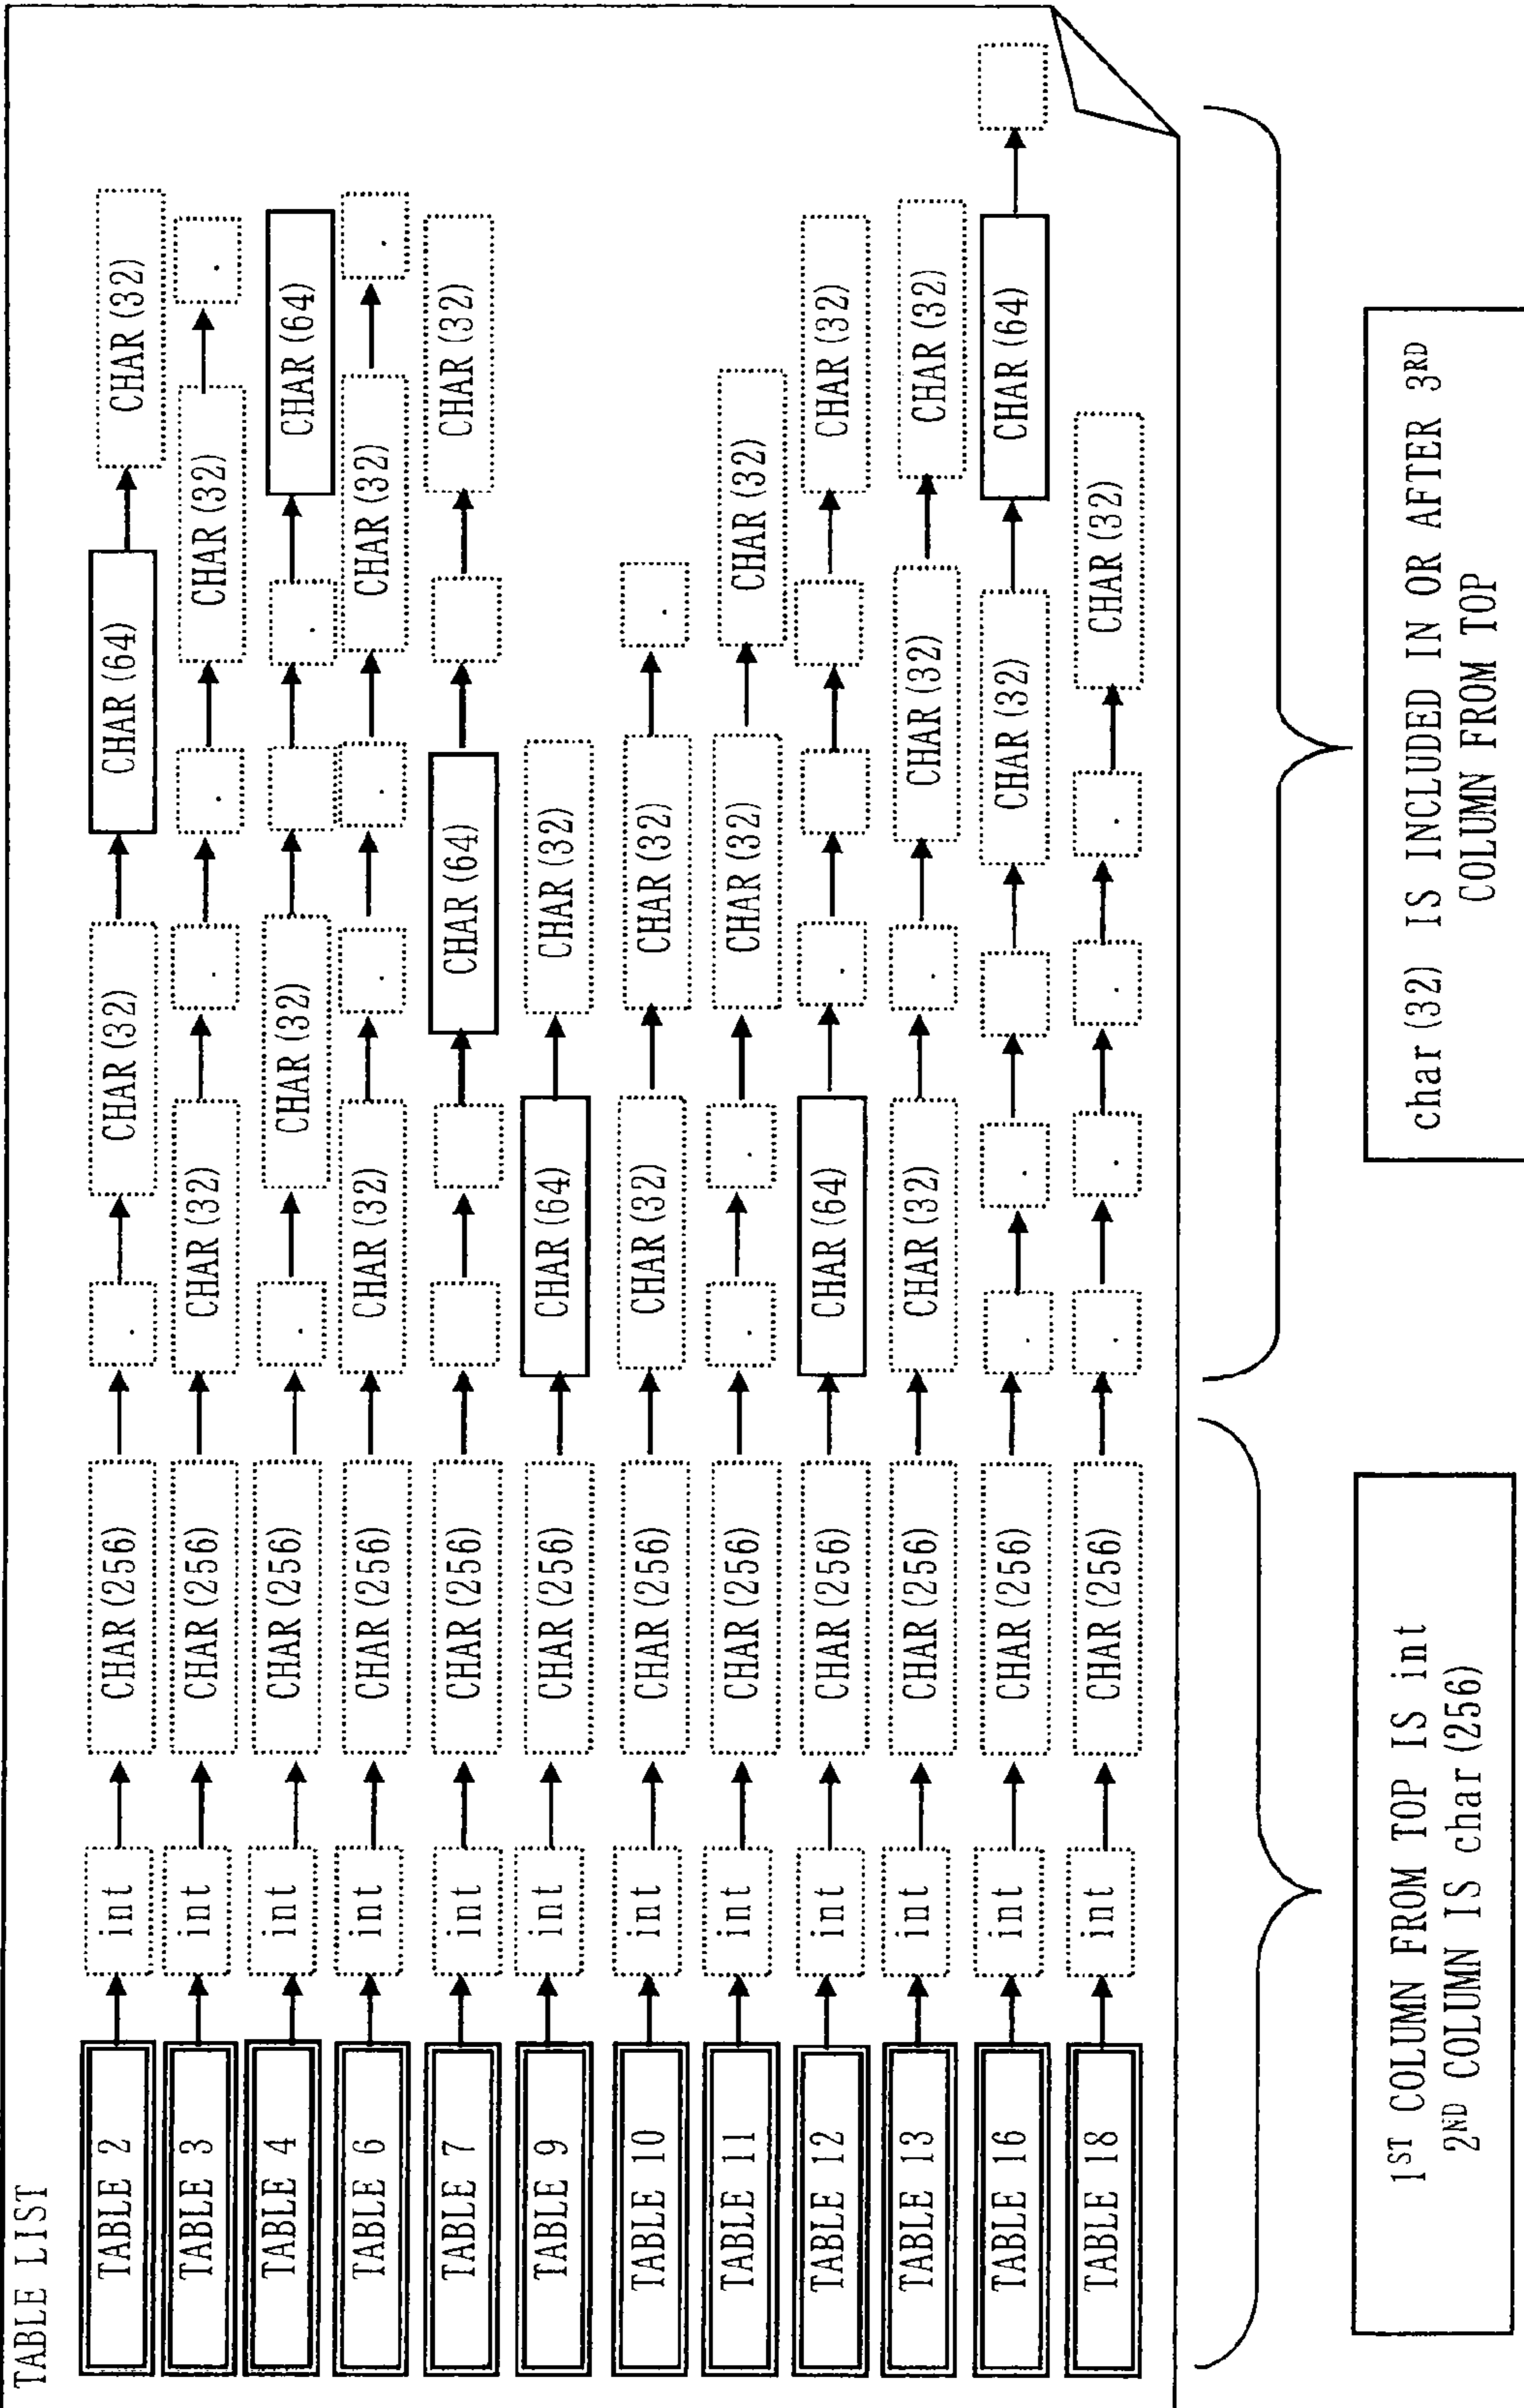 TABLE LIST
TABLE 2 int CHAR(256) . CHAR(32) CHAR(64) CHAR(32)
TABLE 3 int CHAR(256) CHAR(32) . . CHAR(32) .
TABLE 4 int CHAR(256) . CHAR(32) . CHAR(64)
TABLE 6 int CHAR(256) CHAR(32) . . CHAR(32) .
TABLE 7 int CHAR(256) CHAR(64) CHAR(32)
TABLE 9 int CHAR(256) CHAR(64) CHAR(32)
TABLE 10 int CHAR(256) CHAR(32) CHAR(32) .
TABLE 11 int CHAR(256) . . CHAR(32) CHAR(32)
TABLE 12 int CHAR(256) CHAR(64) . CHAR(32)
TABLE 13 int CHAR(256) CHAR(32) . CHAR(32) CHAR(32)
TABLE 16 int CHAR(256) . . CHAR(32) CHAR(64)
TABLE 18 int CHAR(256) . . . . CHAR(32)
1ST COLUMN FROM TOP IS int
2ND COLUMN IS char(256)
char(32) IS INCLUDED IN OR AFTER 3RD
COLUMN FROM TOP